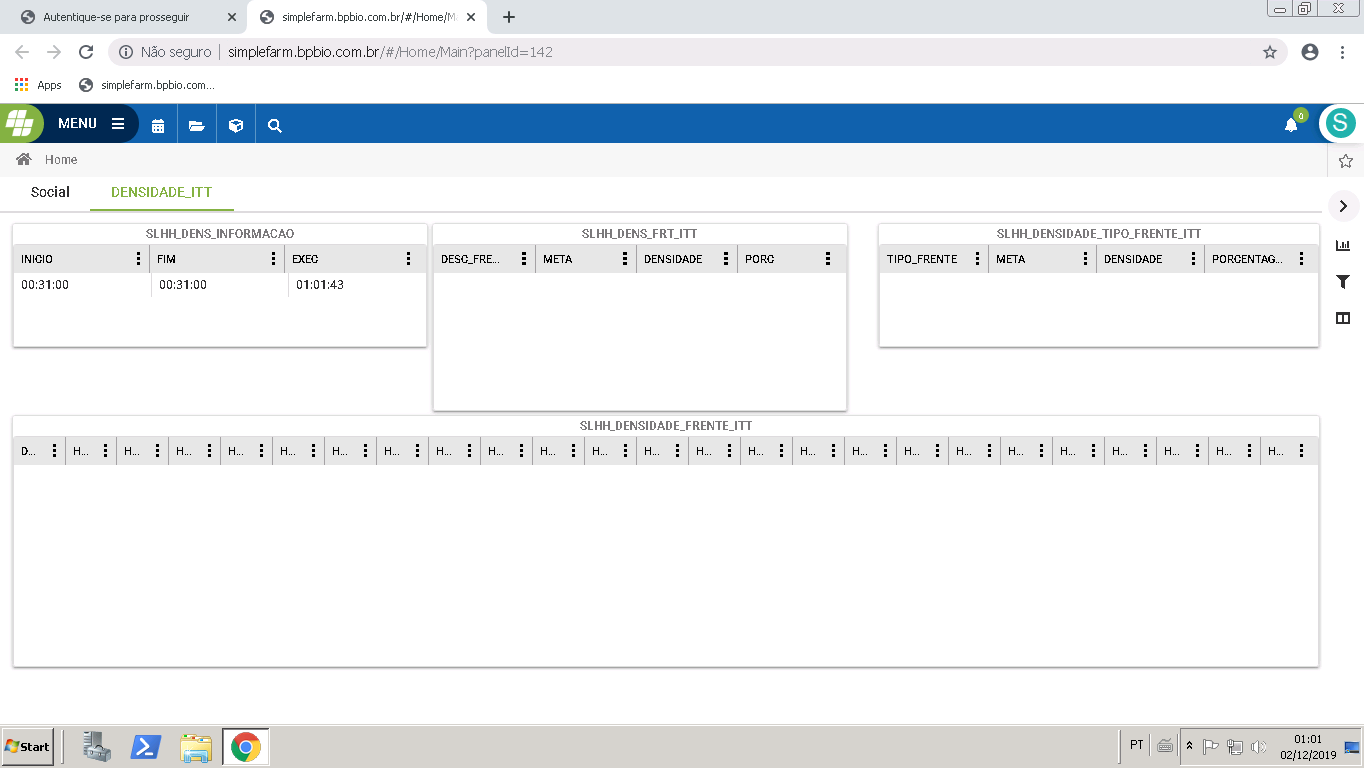 Autentique-se para prosseguir
simplefarm.bpbio.com.br/#/Home/M
Não seguro | simplefarm.bpbio.com.br/#/Home/Main?panelId=142
Apps simplefarm.bpbio.com...
MENU
0
S
Home
Social DENSIDADE_ITT
SLHH_DENS_INFORMACAO
INICIO FIM EXEC
00:31:00 00:31:00 01:01:43
SLHH_DENS_FRT_ITT
DESC_FRE... META DENSIDADE PORC
SLHH_DENSIDADE_TIPO_FRENTE_ITT
TIPO_FRENTE META DENSIDADE PORCENTAG...
SLHH_DENSIDADE_FRENTE_ITT
D... H... H... H... H... H... H... H... H... H... H... H... H... H... H... H... H... H... H... H... H... H... H... H... H...
Start
PT
01:01
02/12/2019